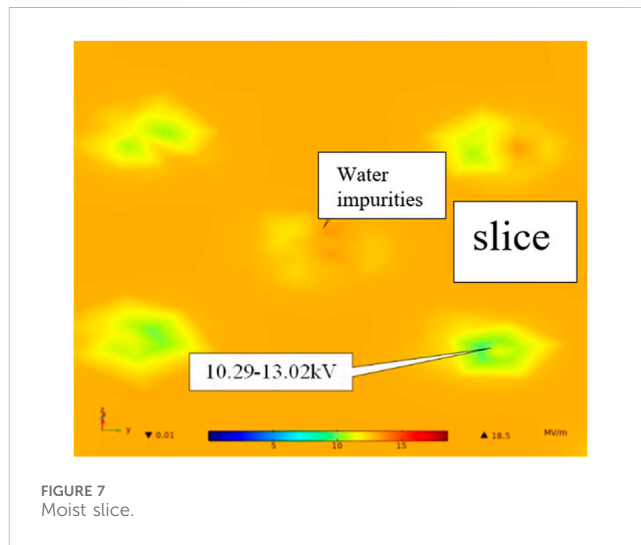 Water
impurities
slice
10.29-13.02kV
z
y
▼ 0.01
5
10
15
▲ 18.5
MV/m
FIGURE 7
Moist slice.